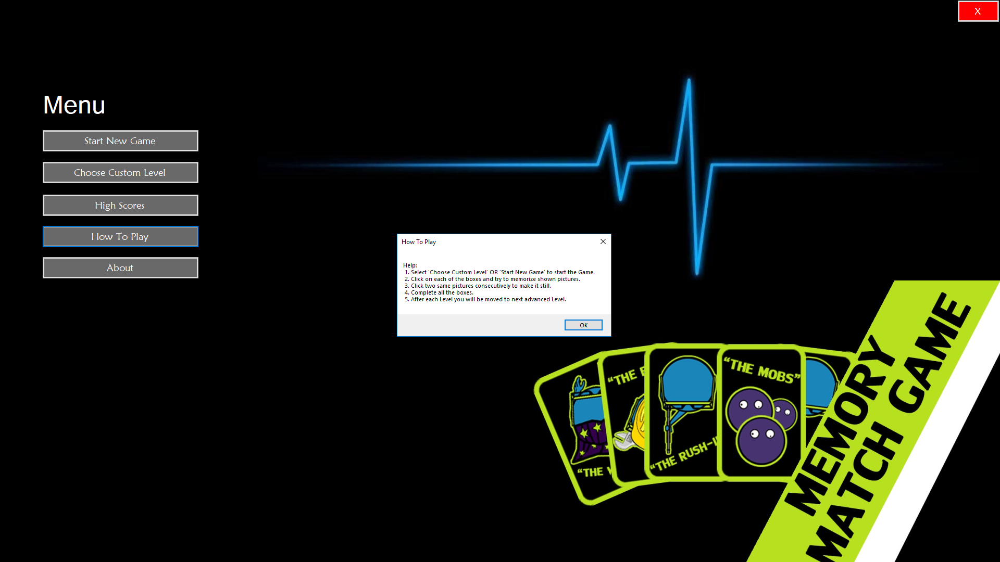 X
Menu
Start New Game
Choose Custom Level
High Scores
How To Play
About
How To Play
Help:
1. Select 'Choose Custom Level' OR 'Start New Game' to start the Game.
2. Click on each of the boxes and try to memorize shown pictures.
3. Click two same pictures consecutively to make it still.
4. Complete all the boxes.
5. After each Level you will be moved to next advanced Level.
OK
"THE
"THE
"THE RUSH-
"THE MOBS"
MEMORY
MATCH GAME